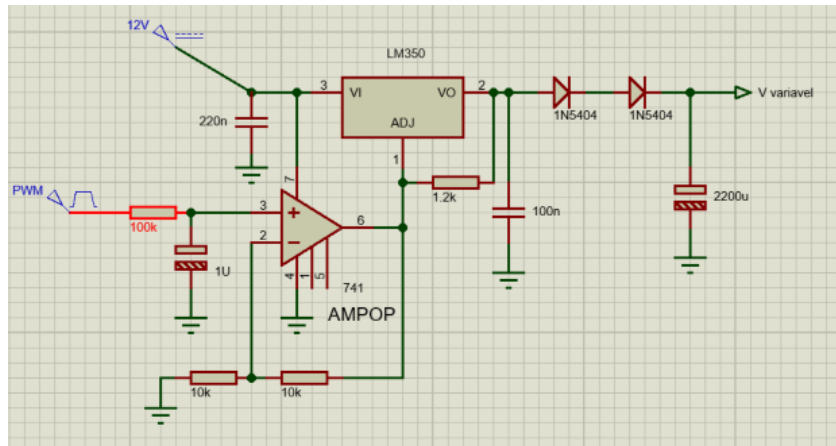 12V
LM350
3
VI
VO
2
ADJ
1
220n
1N5404
1N5404
V variavel
PWM
100k
1U
7
3
2
6
4
1
5
741
AMPOP
1.2k
100n
2200u
10k
10k